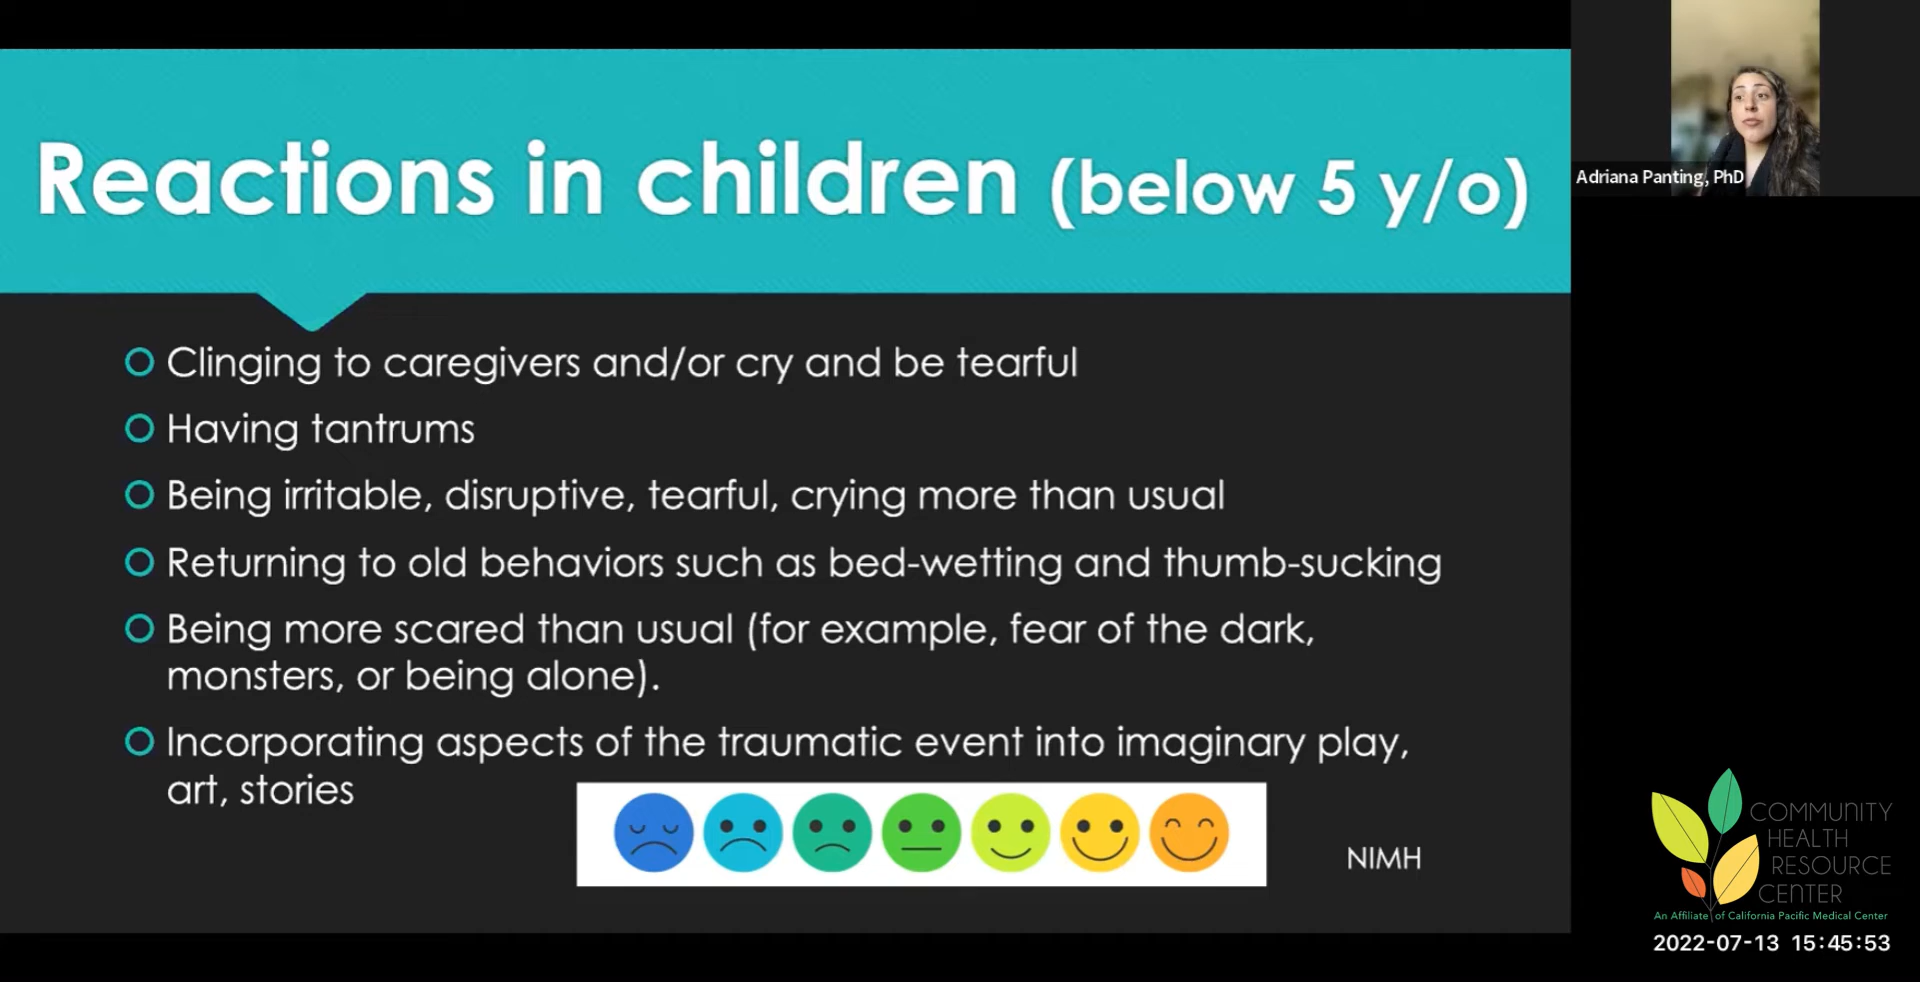 Reactions in children (below 5 y/o)
Clinging to caregivers and/or cry and be tearful
Having tantrums
Being irritable, disruptive, tearful, crying more than usual
Returning to old behaviors such as bed-wetting and thumb-sucking
Being more scared than usual (for example, fear of the dark,
monsters, or being alone).
Incorporating aspects of the traumatic event into imaginary play,
art, stories
NIMH
Adriana Panting, PhD
COMMUNITY
HEALTH
RESOURCE
CENTER
An Affiliate of California Pacific Medical Center
2022-07-13 15:45:53